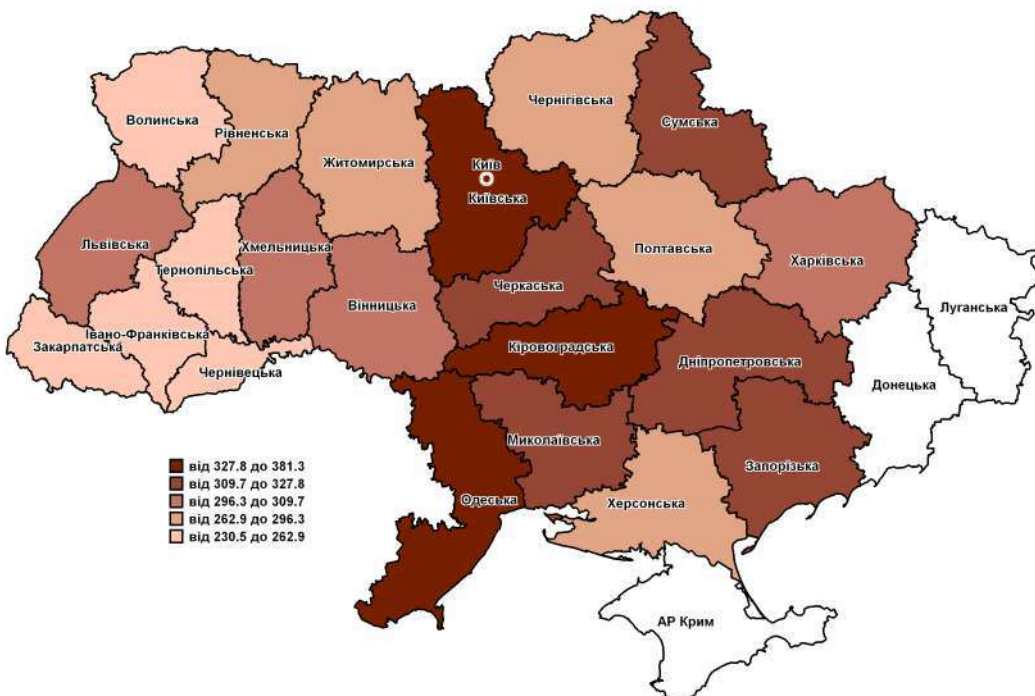 Чернігівська
Волинська
Сумська
Рівненська
Житомирська
Київ
Київська
Львівська
Хмельницька
Полтавська
Тернопільська
Харківська
Черкаська
Вінницька
Луганська
Івано-Франківська
Закарпатська
Кіровоградська
Дніпропетровська
Донецька
Чернівецька
Миколаївська
Запорізька
Одеська
Херсонська
АР Крим
від 327.8 до 381.3
від 309.7 до 327.8
від 296.3 до 309.7
від 262.9 до 296.3
від 230.5 до 262.9